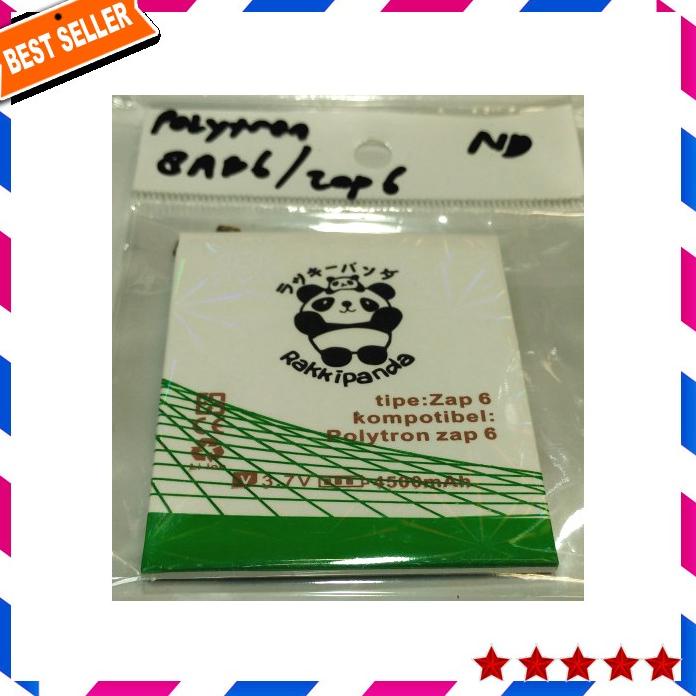 BEST SELLER
POLYTRON
8AD6/zap 6
ND
ラッキーパンダ
Rakkipanda
tipe:Zap 6
kompotibel:
Polytron zap 6
3.7V
4500mAh